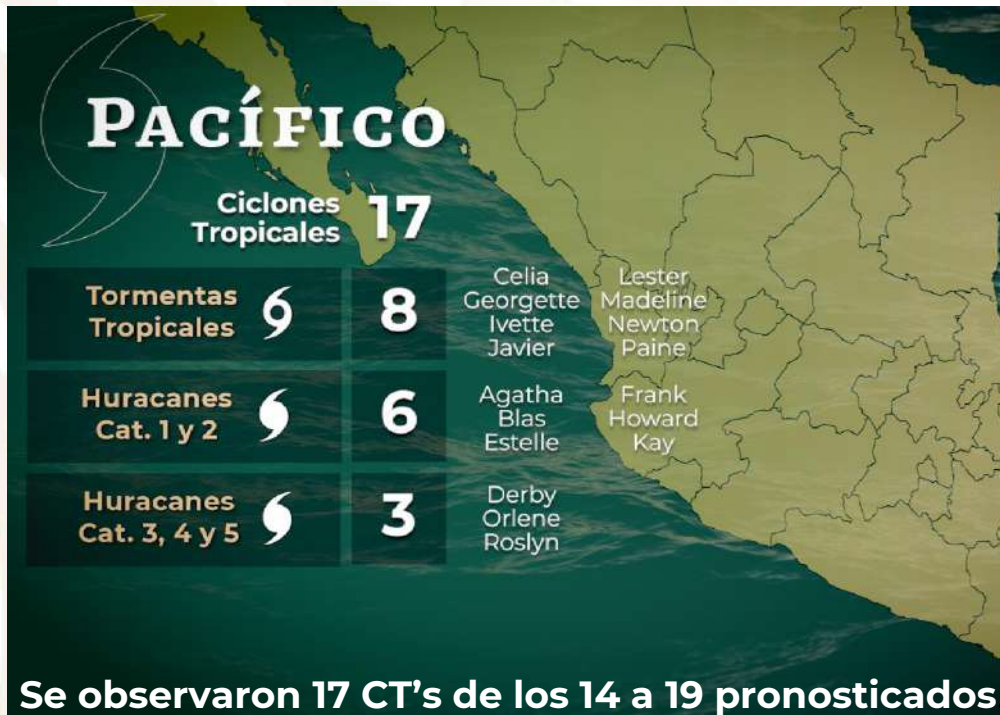 PACÍFICO
Ciclones
Tropicales
17
Tormentas
Tropicales
8
Celia
Georgette
Ivette
Javier
Lester
Madeline
Newton
Paine
Huracanes
Cat. 1 y 2
6
Agatha
Blas
Estelle
Frank
Howard
Kay
Huracanes
Cat. 3, 4 y 5
3
Derby
Orlene
Roslyn
Se observaron 17 CT's de los 14 a 19 pronosticados